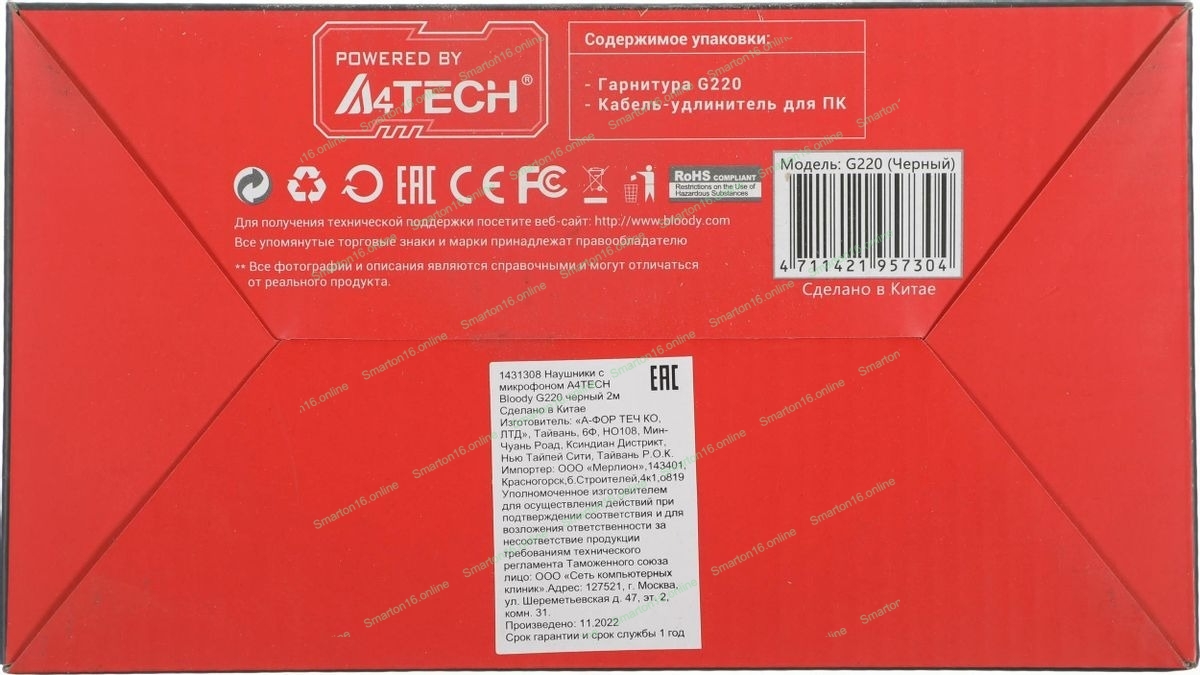 POWERED BY
A4TECH®
Содержимое упаковки:
- Гарнитура G220
- Кабель-удлинитель для ПК
EAC CE FC
RoHS COMPLIANT
Restrictions on the Use of
Hazardous Substances
Модель: G220 (Черный)
4 711421 957304
Сделано в Китае
Для получения технической поддержки посетите веб-сайт: http://www.bloody.com
Все упомянутые торговые знаки и марки принадлежат правообладателю
** Все фотографии и описания являются справочными и могут отличаться
от реального продукта.
1431308 Наушники с
микрофоном A4TECH
Bloody G220 черный 2м
EAC
Сделано в Китае
Изготовитель: «А-ФОР ТЕЧ КО,
ЛТД», Тайвань, 6Ф, НО108, Мин-
Чуань Роад, Ксиндиан Дистрикт,
Нью Тайпей Сити, Тайвань Р.О.К.
Импортер: ООО «Мерлион»,143401,
Красногорск,б.Строителей,4к1,о819
Уполномоченное изготовителем
для осуществления действий при
подтверждении соответствия и для
возложения ответственности за
несоответствие продукции
требованиям технического
регламента Таможенного союза
лицо: ООО «Сеть компьютерных
клиник».Адрес: 127521, г. Москва,
ул. Шереметьевская д. 47, эт. 2,
комн. 31.
Произведено: 11.2022
Срок гарантии и срок службы 1 год
Smarton16.online